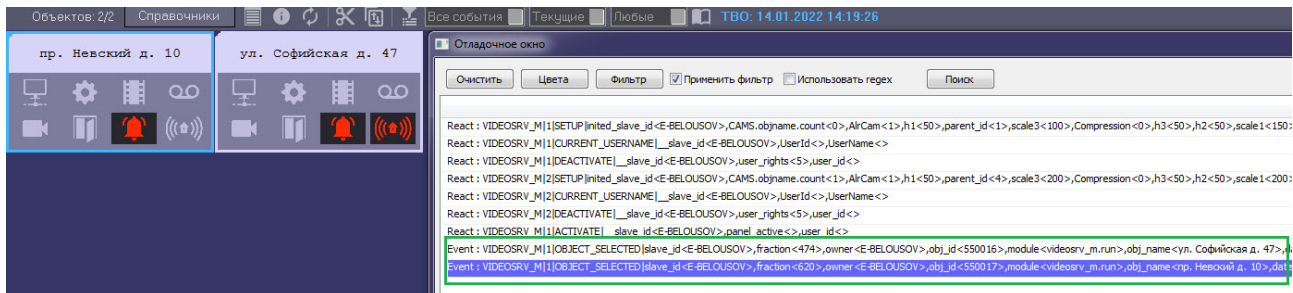 Объектов: 2/2 Справочники Все события Текущие Любые ТВО: 14.01.2022 14:19:26
пр. Невский д. 10 ул. Софийская д. 47
Отладочное окно
Очистить Цвета Фильтр Применить фильтр Использовать regex Поиск
React : VIDEOSRV_M|1|SETUP|inited_slave_id<E-BELOUSOV>,CAMS.objname.count<0>,AlrCam<1>,h1<50>,parent_id<1>,scale3<100>,Compression<0>,h3<50>,h2<50>,scale1<150>
React : VIDEOSRV_M|1|CURRENT_USERNAME|__slave_id<E-BELOUSOV>,UserId<>,UserName<>
React : VIDEOSRV_M|1|DEACTIVATE|__slave_id<E-BELOUSOV>,user_rights<5>,user_id<>
React : VIDEOSRV_M|2|SETUP|inited_slave_id<E-BELOUSOV>,CAMS.objname.count<1>,AlrCam<1>,h1<50>,parent_id<4>,scale3<200>,Compression<0>,h3<50>,h2<50>,scale1<200>
React : VIDEOSRV_M|2|CURRENT_USERNAME|__slave_id<E-BELOUSOV>,UserId<>,UserName<>
React : VIDEOSRV_M|2|DEACTIVATE|__slave_id<E-BELOUSOV>,user_rights<5>,user_id<>
React : VIDEOSRV_M|1|ACTIVATE|__slave_id<E-BELOUSOV>,panel_active<>,user_id<>
Event : VIDEOSRV_M|1|OBJECT_SELECTED|slave_id<E-BELOUSOV>,fraction<474>,owner<E-BELOUSOV>,obj_id<550016>,module<videosrv_m.run>,obj_name<ул. Софийская д. 47>,
Event : VIDEOSRV_M|1|OBJECT_SELECTED|slave_id<E-BELOUSOV>,fraction<620>,owner<E-BELOUSOV>,obj_id<550017>,module<videosrv_m.run>,obj_name<пр. Невский д. 10>,date